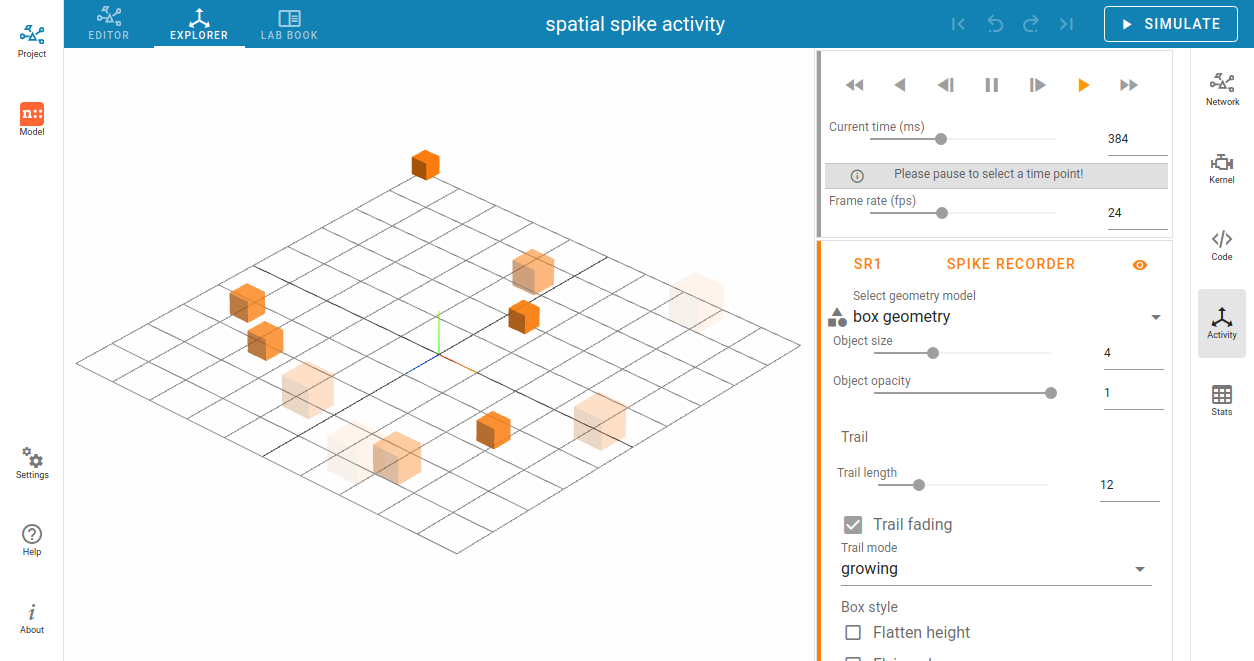 Project
EDITOR
EXPLORER
LAB BOOK
spatial spike activity
SIMULATE
n::
Model
Settings
Help
i
About
Current time (ms)
384
Please pause to select a time point!
Frame rate (fps)
24
SR1
SPIKE RECORDER
Select geometry model
box geometry
Object size
4
Object opacity
1
Trail
Trail length
12
Trail fading
Trail mode
growing
Box style
Flatten height
Network
Kernel
Code
Activity
Stats